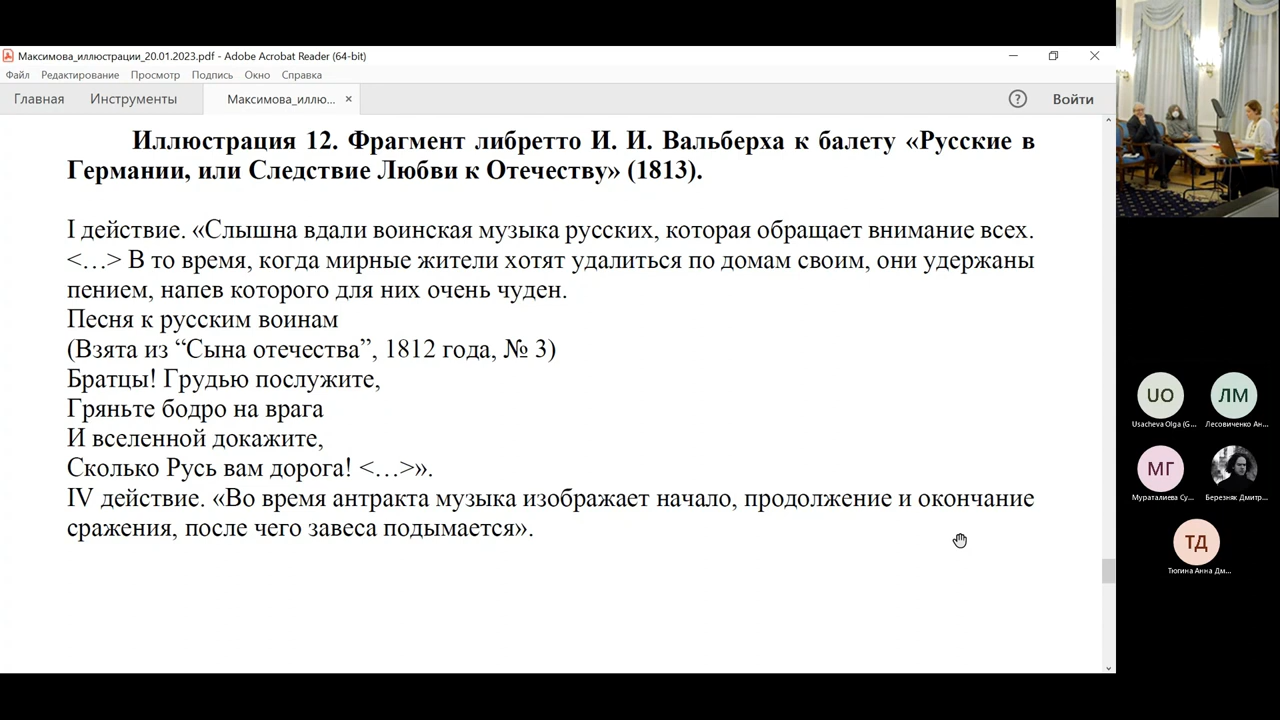 Максимова_иллюстрации_20.01.2023.pdf - Adobe Acrobat Reader (64-bit)
Файл Редактирование Просмотр Подпись Окно Справка
Главная Инструменты Максимова_иллю... × ? Войти
Иллюстрация 12. Фрагмент либретто И. И. Вальберха к балету «Русские в
Германии, или Следствие Любви к Отечеству» (1813).
I действие. «Слышна вдали воинская музыка русских, которая обращает внимание всех.
<…> В то время, когда мирные жители хотят удалиться по домам своим, они удержаны
пением, напев которого для них очень чуден.
Песня к русским воинам
(Взята из “Сына отечества”, 1812 года, № 3)
Братцы! Грудью послужите,
Гряньте бодро на врага
И вселенной докажите,
Сколько Русь вам дорога! <…>».
IV действие. «Во время антракта музыка изображает начало, продолжение и окончание
сражения, после чего завеса подымается».
UO ЛМ
Usacheva Olga (G... Лесовиченко Ан...
МГ
Мураталиева Су... Березняк Дмитр...
ТД
Тюгина Анна Дм...